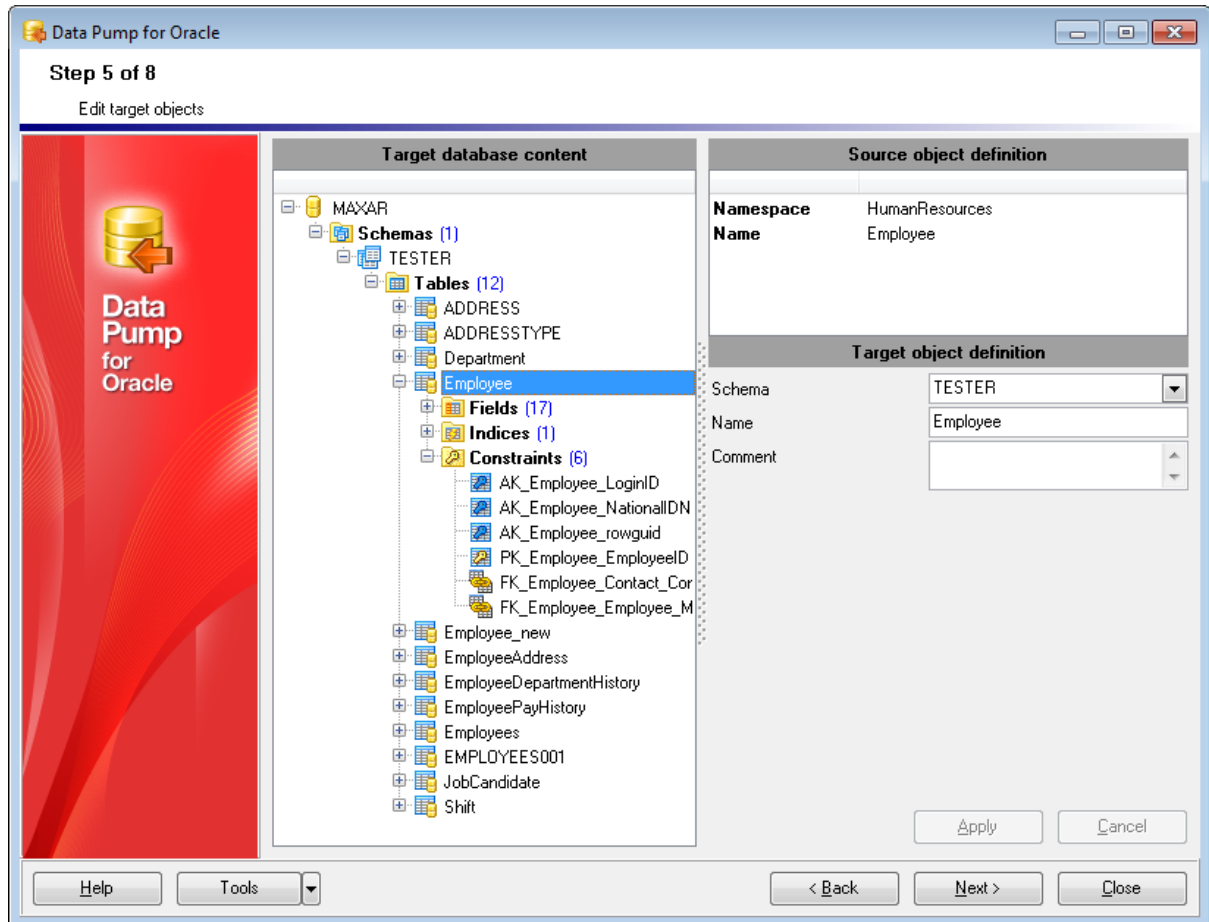 Data Pump for Oracle
Step 5 of 8
Edit target objects
Data
Pump
for
Oracle
Target database content
MAXAR
Schemas (1)
TESTER
Tables (12)
ADDRESS
ADDRESSTYPE
Department
Employee
Fields (17)
Indices (1)
Constraints (6)
AK_Employee_LoginID
AK_Employee_NationalIDN
AK_Employee_rowguid
PK_Employee_EmployeeID
FK_Employee_Contact_Cor
FK_Employee_Employee_M
Employee_new
EmployeeAddress
EmployeeDepartmentHistory
EmployeePayHistory
Employees
EMPLOYEES001
JobCandidate
Shift
Source object definition
Namespace HumanResources
Name Employee
Target object definition
Schema TESTER
Name Employee
Comment
Apply Cancel
Help Tools < Back Next > Close